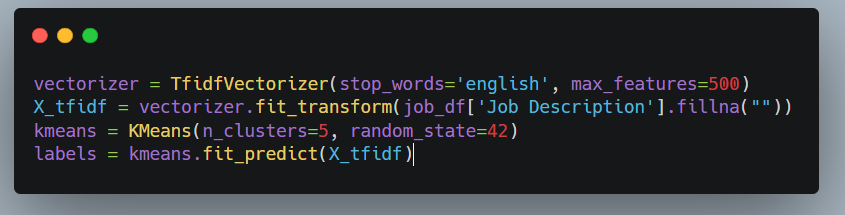 vectorizer = TfidfVectorizer(stop_words='english', max_features=500)
X_tfidf = vectorizer.fit_transform(job_df['Job Description'].fillna(""))
kmeans = KMeans(n_clusters=5, random_state=42)
labels = kmeans.fit_predict(X_tfidf)